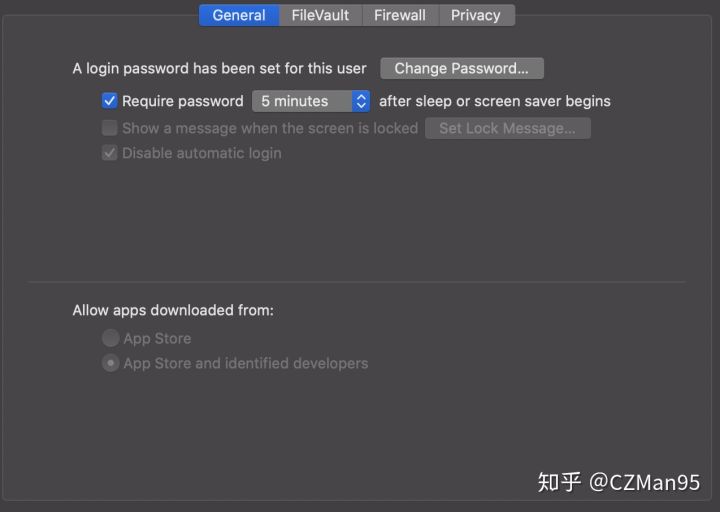 General FileVault Firewall Privacy
A login password has been set for this user Change Password...
Require password 5 minutes after sleep or screen saver begins
Show a message when the screen is locked Set Lock Message...
Disable automatic login
Allow apps downloaded from:
App Store
App Store and identified developers
知乎 @CZMan95